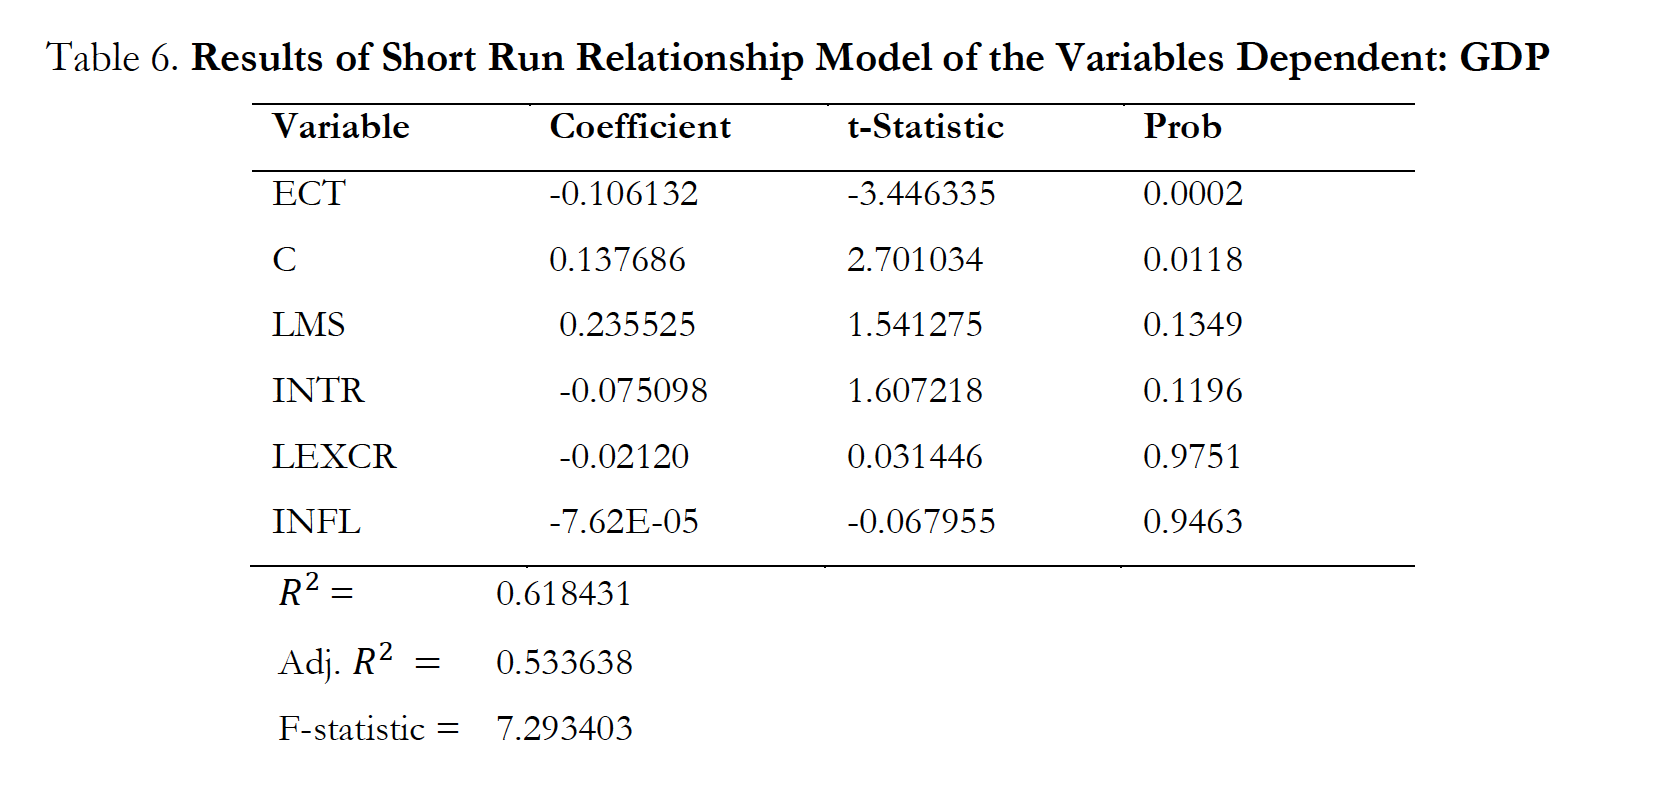 Table 6. Results of Short Run Relationship Model of the Variables Dependent: GDP
Variable Coefficient t-Statistic Prob
ECT -0.106132 -3.446335 0.0002
C 0.137686 2.701034 0.0118
LMS 0.235525 1.541275 0.1349
INTR -0.075098 1.607218 0.1196
LEXCR -0.02120 0.031446 0.9751
INFL -7.62E-05 -0.067955 0.9463
R² = 0.618431
Adj. R² = 0.533638
F-statistic = 7.293403